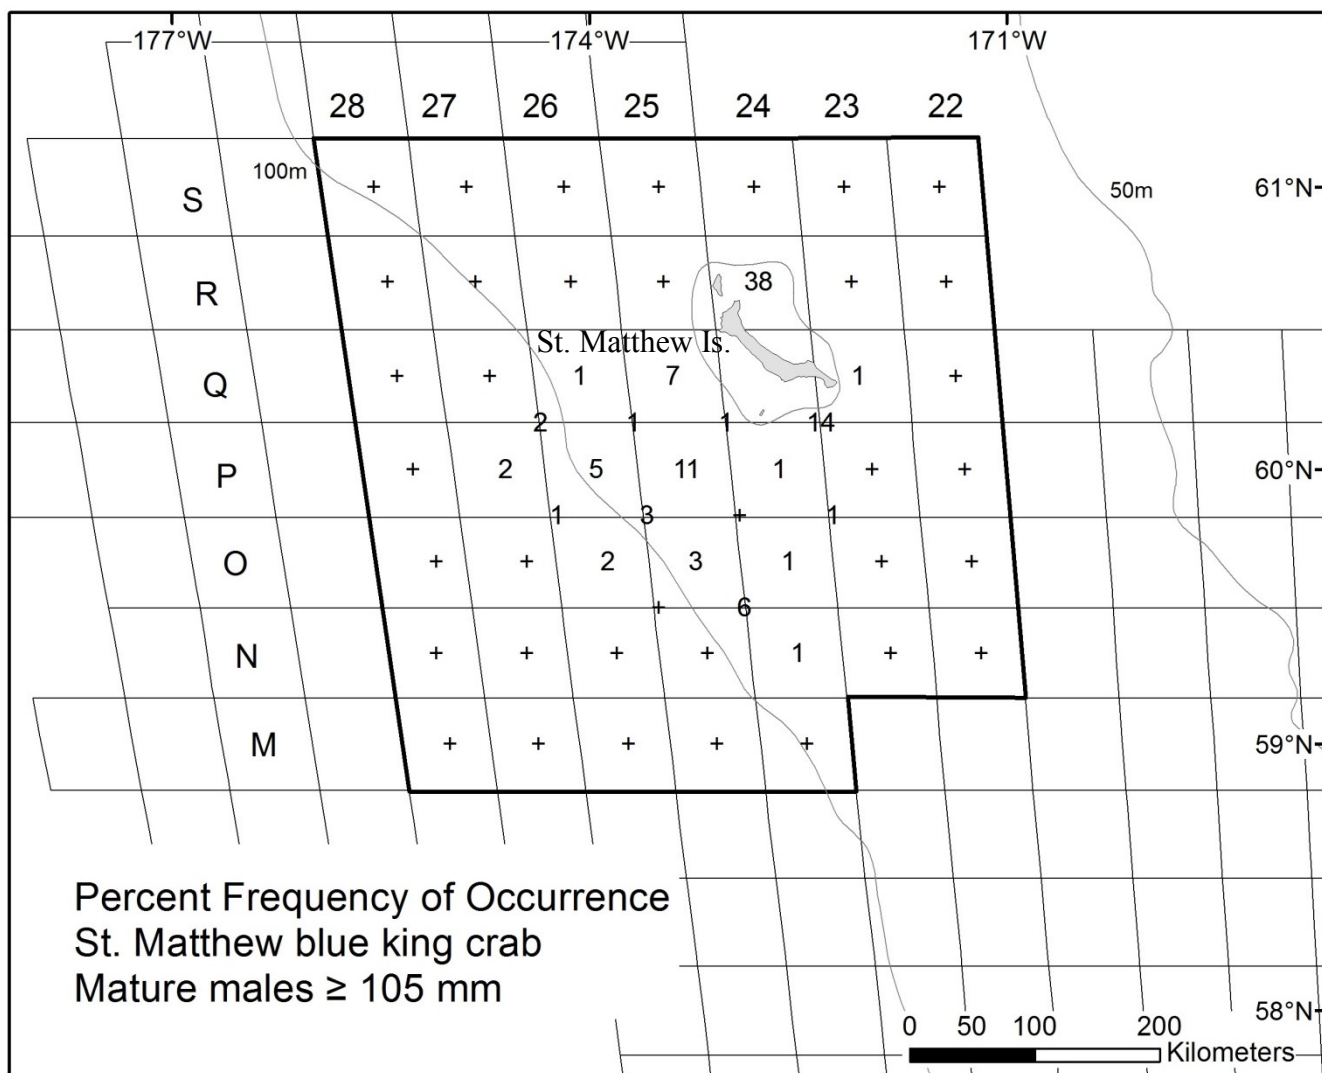 177°W 174°W 171°W
28 27 26 25 24 23 22
100m 50m
S + + + + + + + 61°N
R + + + + 38 + +
St. Matthew Is.
Q + + 1 7 1 +
2 1 1 14
P + 2 5 11 1 + + 60°N
1 3 + 1
O + + 2 3 1 + +
+ 6
N + + + + 1 + +
M + + + + + 59°N
Percent Frequency of Occurrence
St. Matthew blue king crab
Mature males ≥ 105 mm
58°N
0 50 100 200
Kilometers